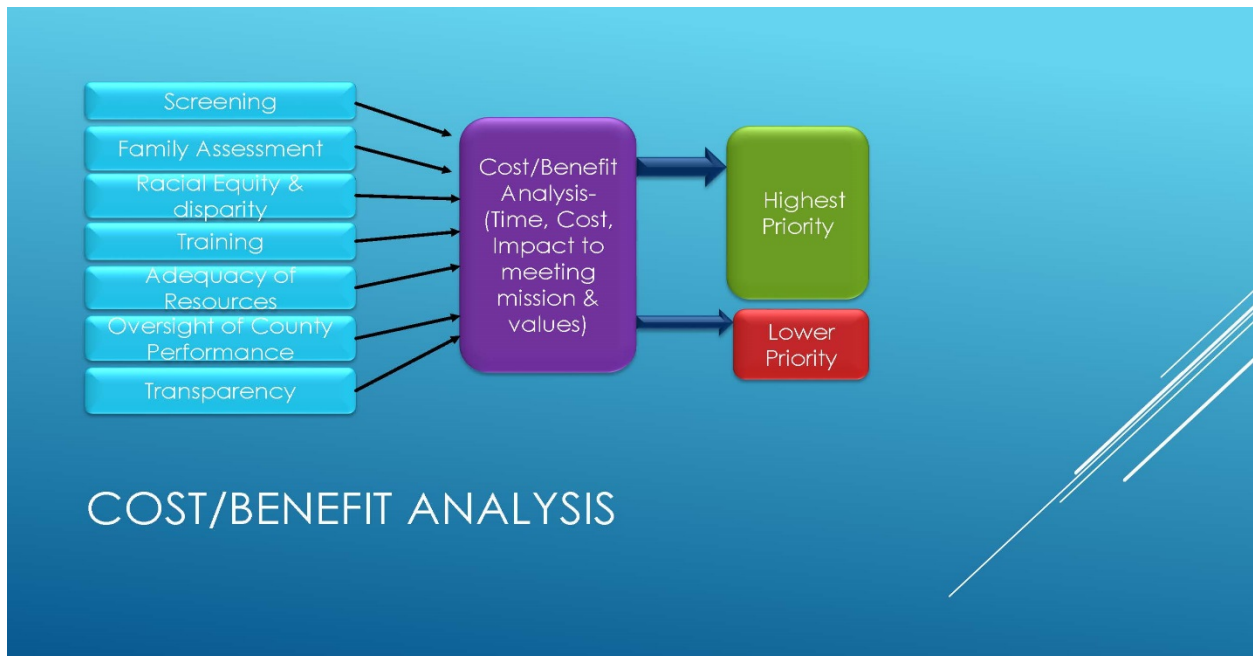 Screening
Family Assessment
Racial Equity &
disparity
Training
Adequacy of
Resources
Oversight of County
Performance
Transparency
Cost/Benefit
Analysis-
(Time, Cost,
Impact to
meeting
mission &
values)
Highest
Priority
Lower
Priority
COST/BENEFIT ANALYSIS